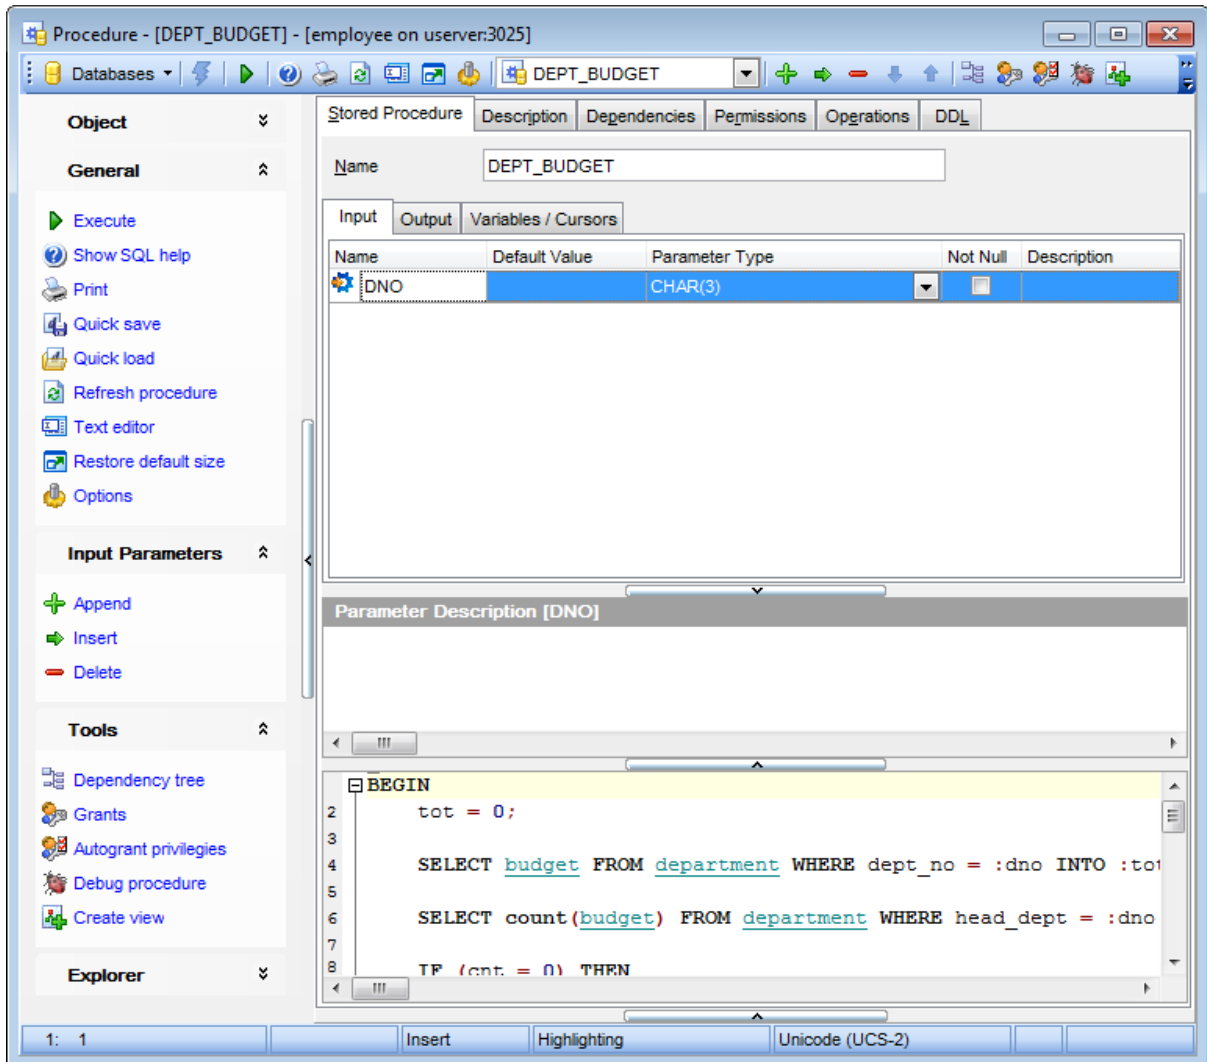 Procedure - [DEPT_BUDGET] - [employee on userver:3025]
Databases DEPT_BUDGET
Object
General
Execute
Show SQL help
Print
Quick save
Quick load
Refresh procedure
Text editor
Restore default size
Options
Input Parameters
Append
Insert
Delete
Tools
Dependency tree
Grants
Autogrant privilegies
Debug procedure
Create view
Explorer
Stored Procedure Description Dependencies Permissions Operations DDL
Name DEPT_BUDGET
Input Output Variables / Cursors
Name Default Value Parameter Type Not Null Description
DNO CHAR(3)
Parameter Description [DNO]
BEGIN
2 tot = 0;
3
4 SELECT budget FROM department WHERE dept_no = :dno INTO :tot
5
6 SELECT count(budget) FROM department WHERE head_dept = :dno
7
8 IF (cnt = 0) THEN
1: 1 Insert Highlighting Unicode (UCS-2)